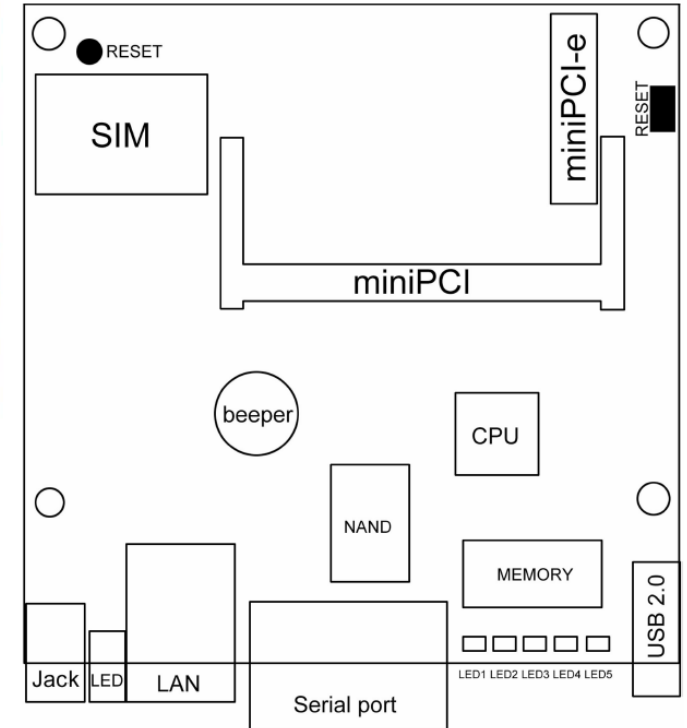 RESET
SIM
miniPCI-e
RESET
miniPCI
beeper
CPU
NAND
MEMORY
USB 2.0
LED1 LED2 LED3 LED4 LED5
Jack
LED
LAN
Serial port